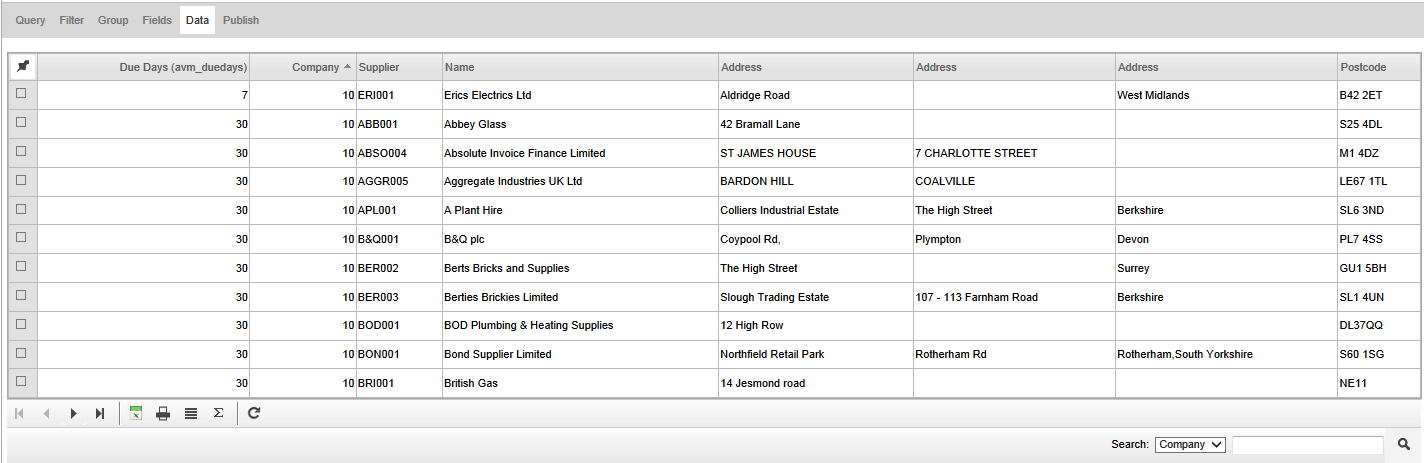 Query Filter Group Fields Data Publish
Due Days (avm_duedays) Company Supplier Name Address Address Address Postcode
7 10 ERI001 Erics Electrics Ltd Aldridge Road West Midlands B42 2ET
30 10 ABB001 Abbey Glass 42 Bramall Lane S25 4DL
30 10 ABSO004 Absolute Invoice Finance Limited ST JAMES HOUSE 7 CHARLOTTE STREET M1 4DZ
30 10 AGGR005 Aggregate Industries UK Ltd BARDON HILL COALVILLE LE67 1TL
30 10 APL001 A Plant Hire Colliers Industrial Estate The High Street Berkshire SL6 3ND
30 10 B&Q001 B&Q plc Coypool Rd, Plympton Devon PL7 4SS
30 10 BER002 Berts Bricks and Supplies The High Street Surrey GU1 5BH
30 10 BER003 Berties Brickies Limited Slough Trading Estate 107 - 113 Farnham Road Berkshire SL1 4UN
30 10 BOD001 BOD Plumbing & Heating Supplies 12 High Row DL37QQ
30 10 BON001 Bond Supplier Limited Northfield Retail Park Rotherham Rd Rotherham,South Yorkshire S60 1SG
30 10 BRI001 British Gas 14 Jesmond road NE11
Σ
Search: Company